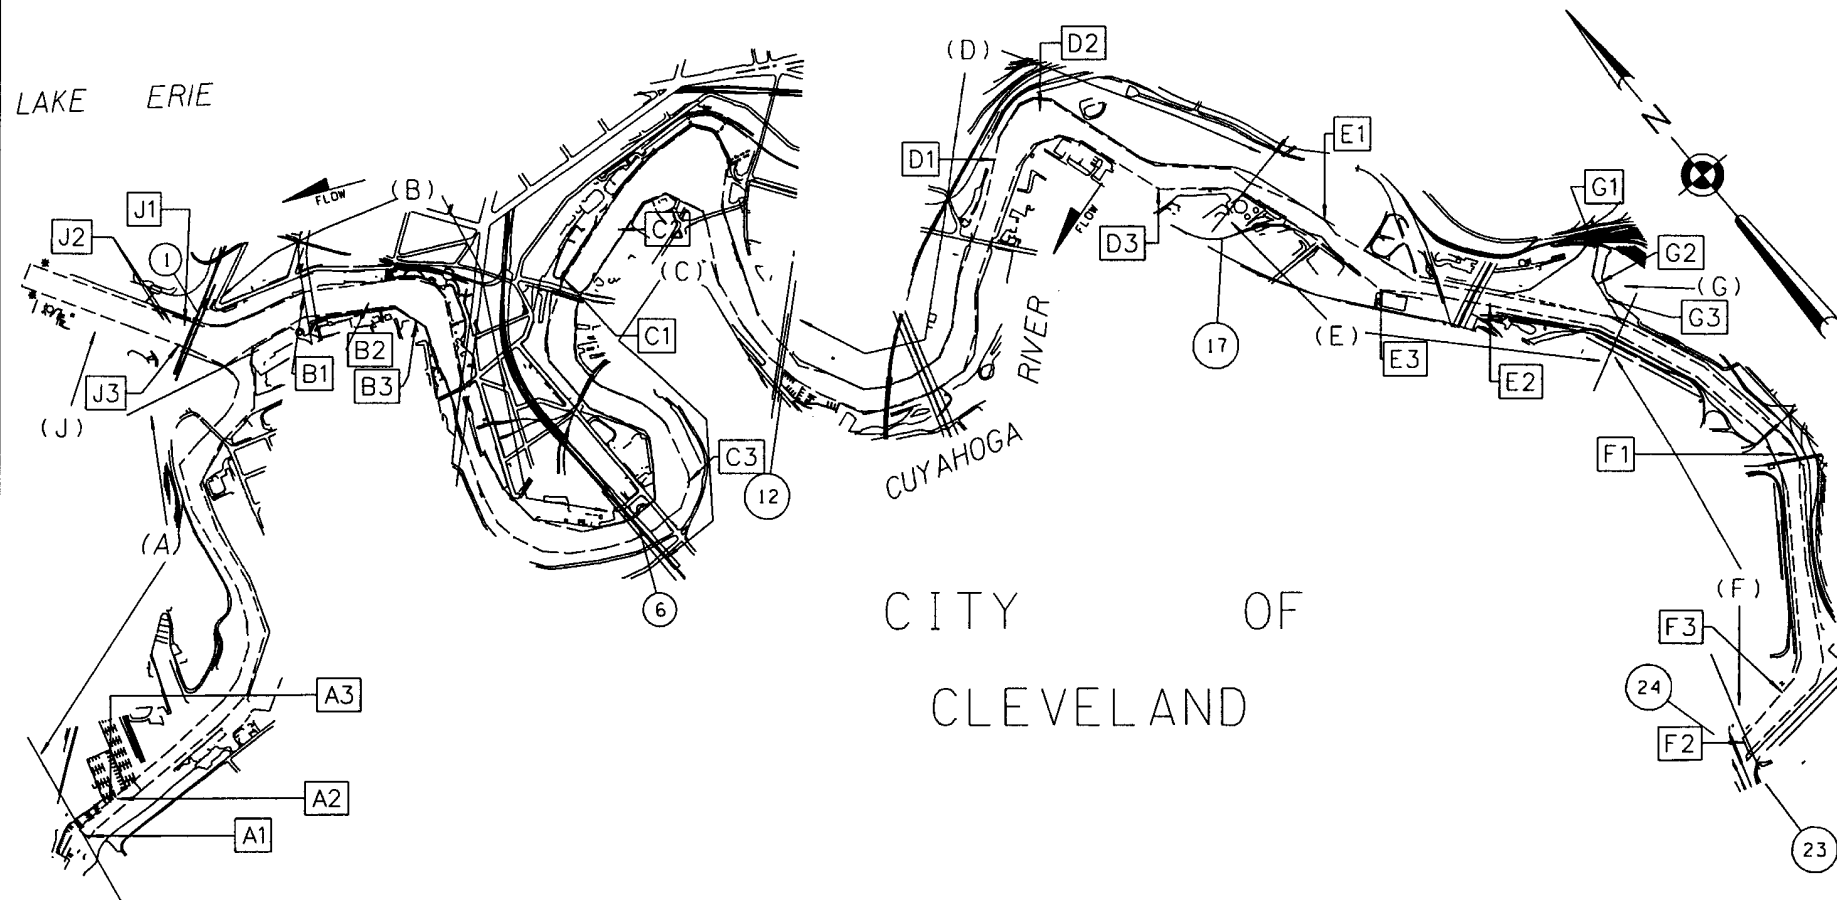 LAKE ERIE
(D)
D2
N
E1
D1
G1
(B)
FLOW
J1
J2
1
C2
FLOW
D3
G2
(C)
(G)
G3
RIVER
17
(E)
C1
B2
B1
B3
E3
E2
J3
(J)
CUYAHOGA
F1
C3
12
(A)
6
CITY OF
(F)
F3
24
CLEVELAND
A3
F2
A2
A1
23